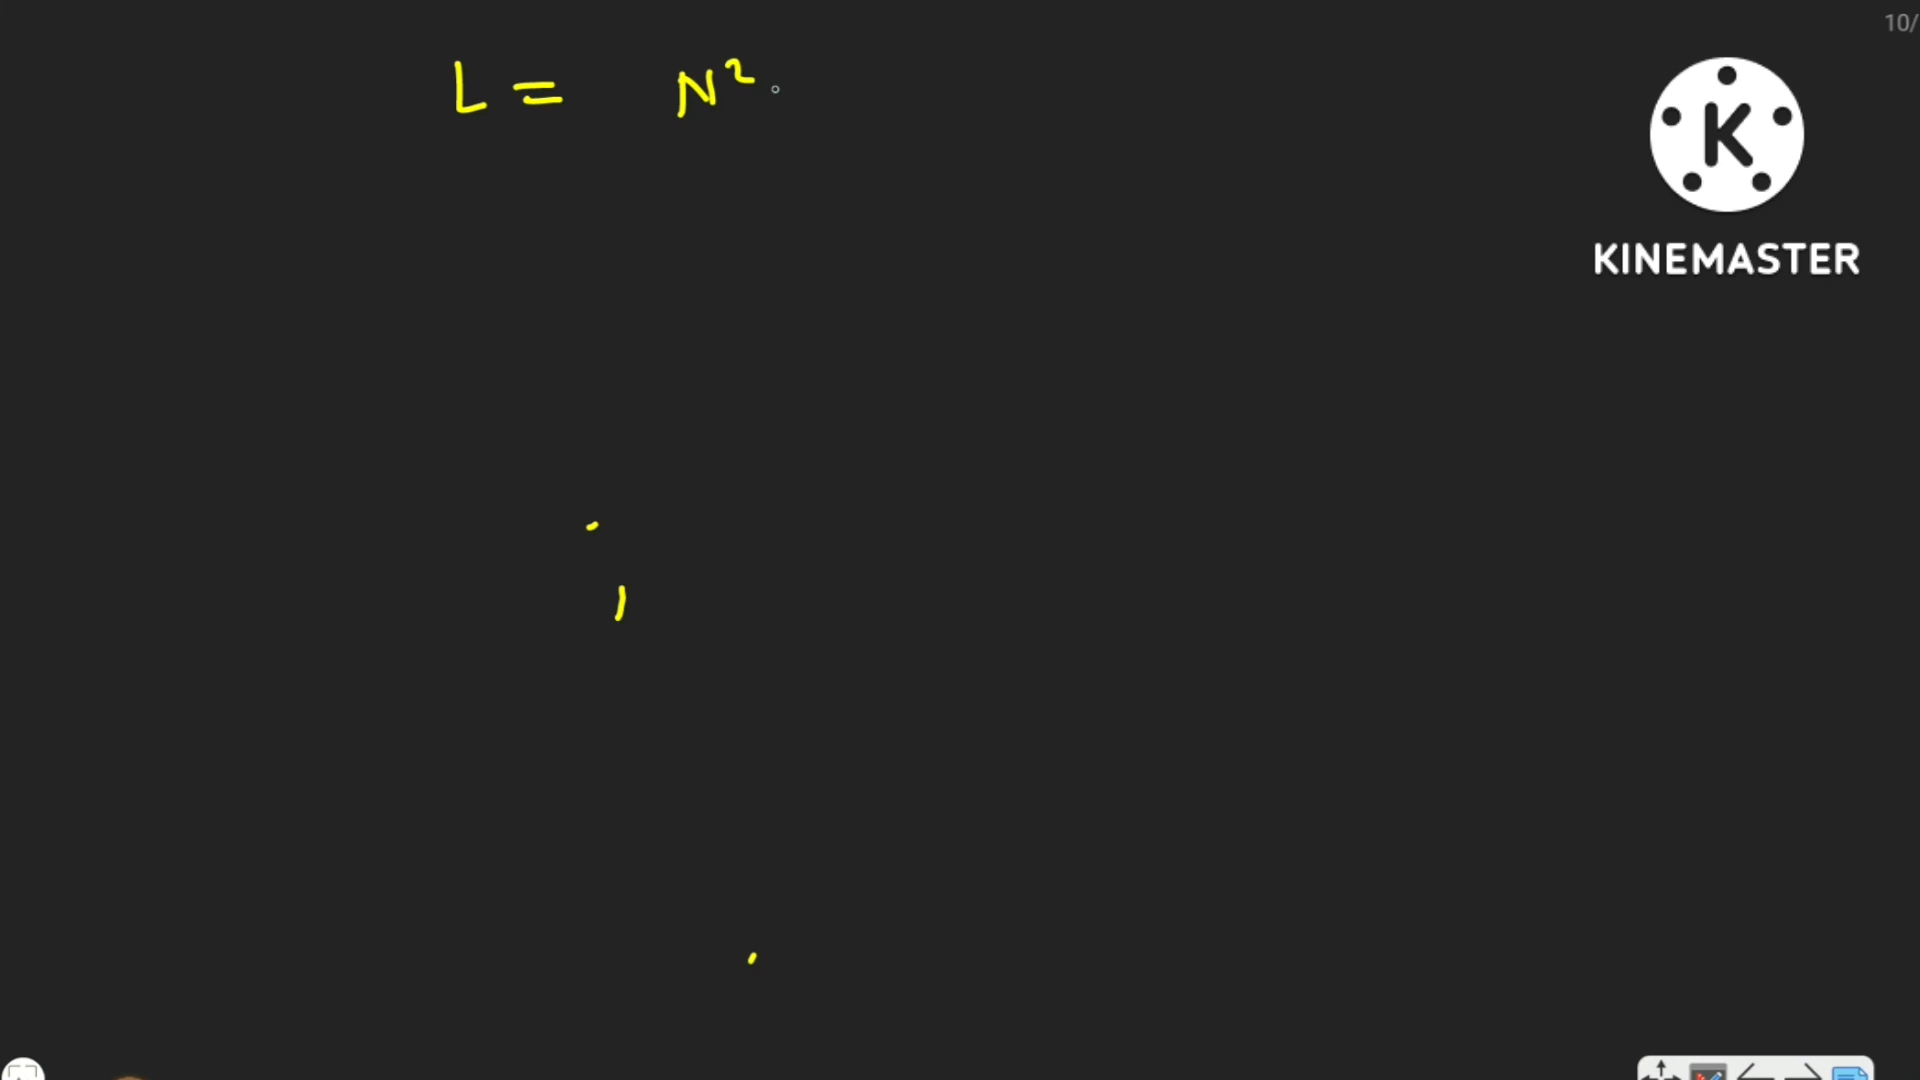 10/
L = N²
K
KINEMASTER